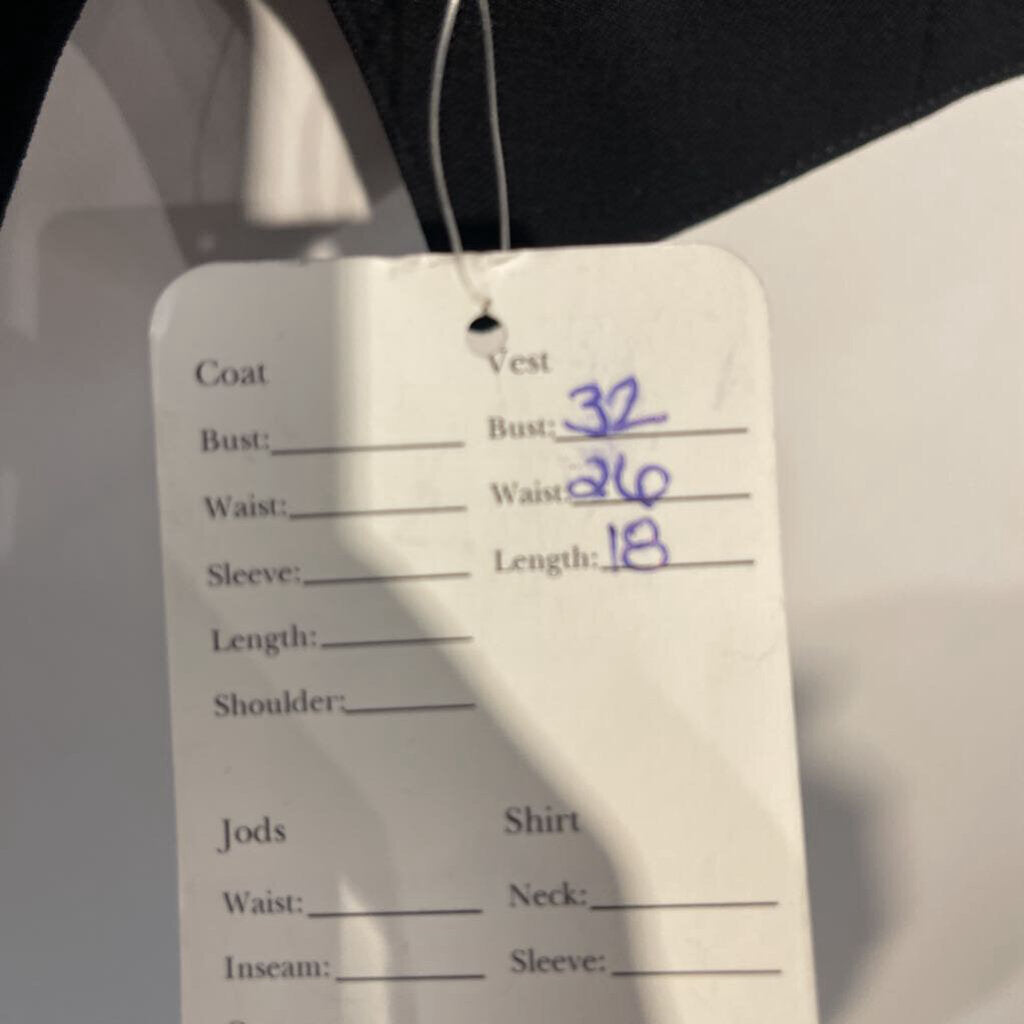 Coat
Bust:
Waist:
Sleeve:
Length:
Shoulder:
Vest
Bust: 32
Waist: 26
Length: 18
Jods
Waist:
Inseam:
Shirt
Neck:
Sleeve: